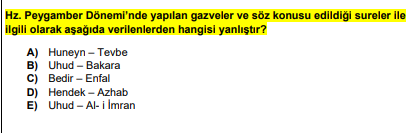 Hz. Peygamber Dönemi'nde yapılan gazveler ve söz konusu edildiği sureler ile
ilgili olarak aşağıda verilenlerden hangisi yanlıştır?
A) Huneyn – Tevbe
B) Uhud – Bakara
C) Bedir – Enfal
D) Hendek – Azhab
E) Uhud – Al- i İmran